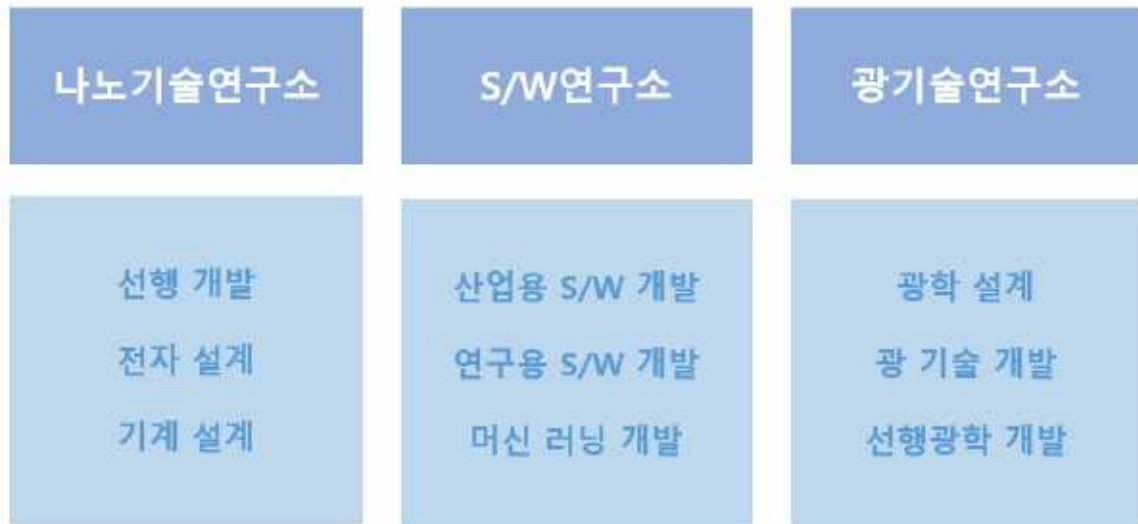 나노기술연구소
S/W연구소
광기술연구소
선행 개발
전자 설계
기계 설계
산업용 S/W 개발
연구용 S/W 개발
머신 러닝 개발
광학 설계
광 기술 개발
선행광학 개발